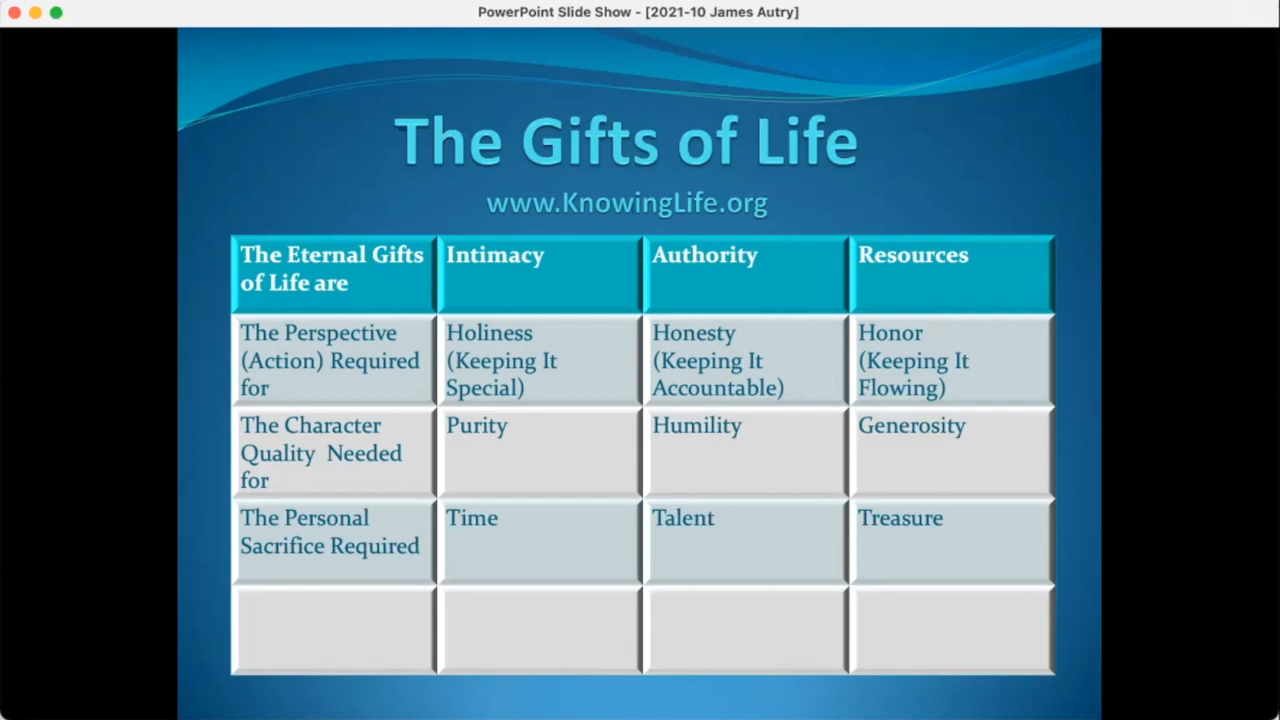 PowerPoint Slide Show - [2021-10 James Autry]
The Gifts of Life
www.KnowingLife.org
The Eternal Gifts
of Life are
Intimacy
Authority
Resources
The Perspective
(Action) Required
for
Holiness
(Keeping It
Special)
Honesty
(Keeping It
Accountable)
Honor
(Keeping It
Flowing)
The Character
Quality Needed
for
Purity
Humility
Generosity
The Personal
Sacrifice Required
Time
Talent
Treasure